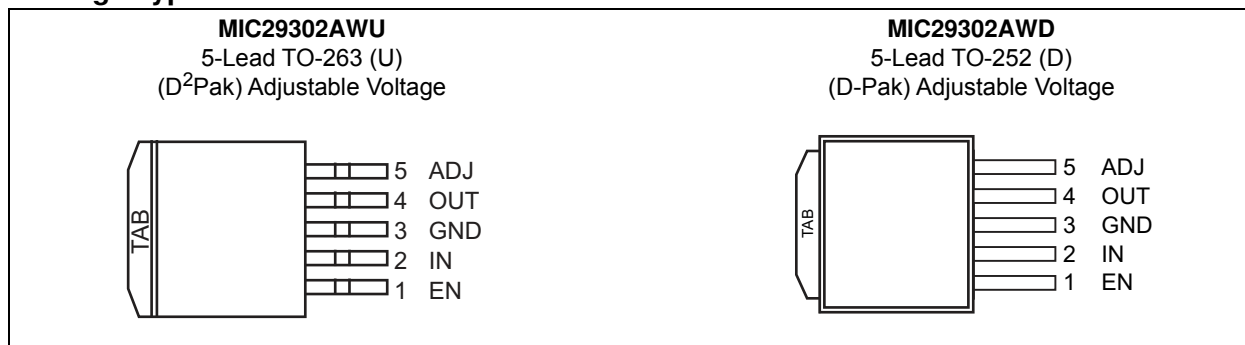 MIC29302AWU
5-Lead TO-263 (U)
(D2Pak) Adjustable Voltage
TAB
5 ADJ
4 OUT
3 GND
2 IN
1 EN
MIC29302AWD
5-Lead TO-252 (D)
(D-Pak) Adjustable Voltage
TAB
5 ADJ
4 OUT
3 GND
2 IN
1 EN